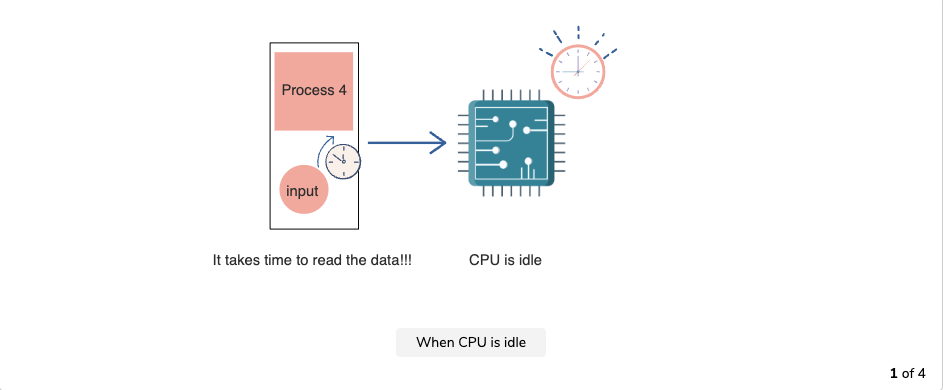 Process 4
input
It takes time to read the data!!!
CPU is idle
When CPU is idle
1 of 4